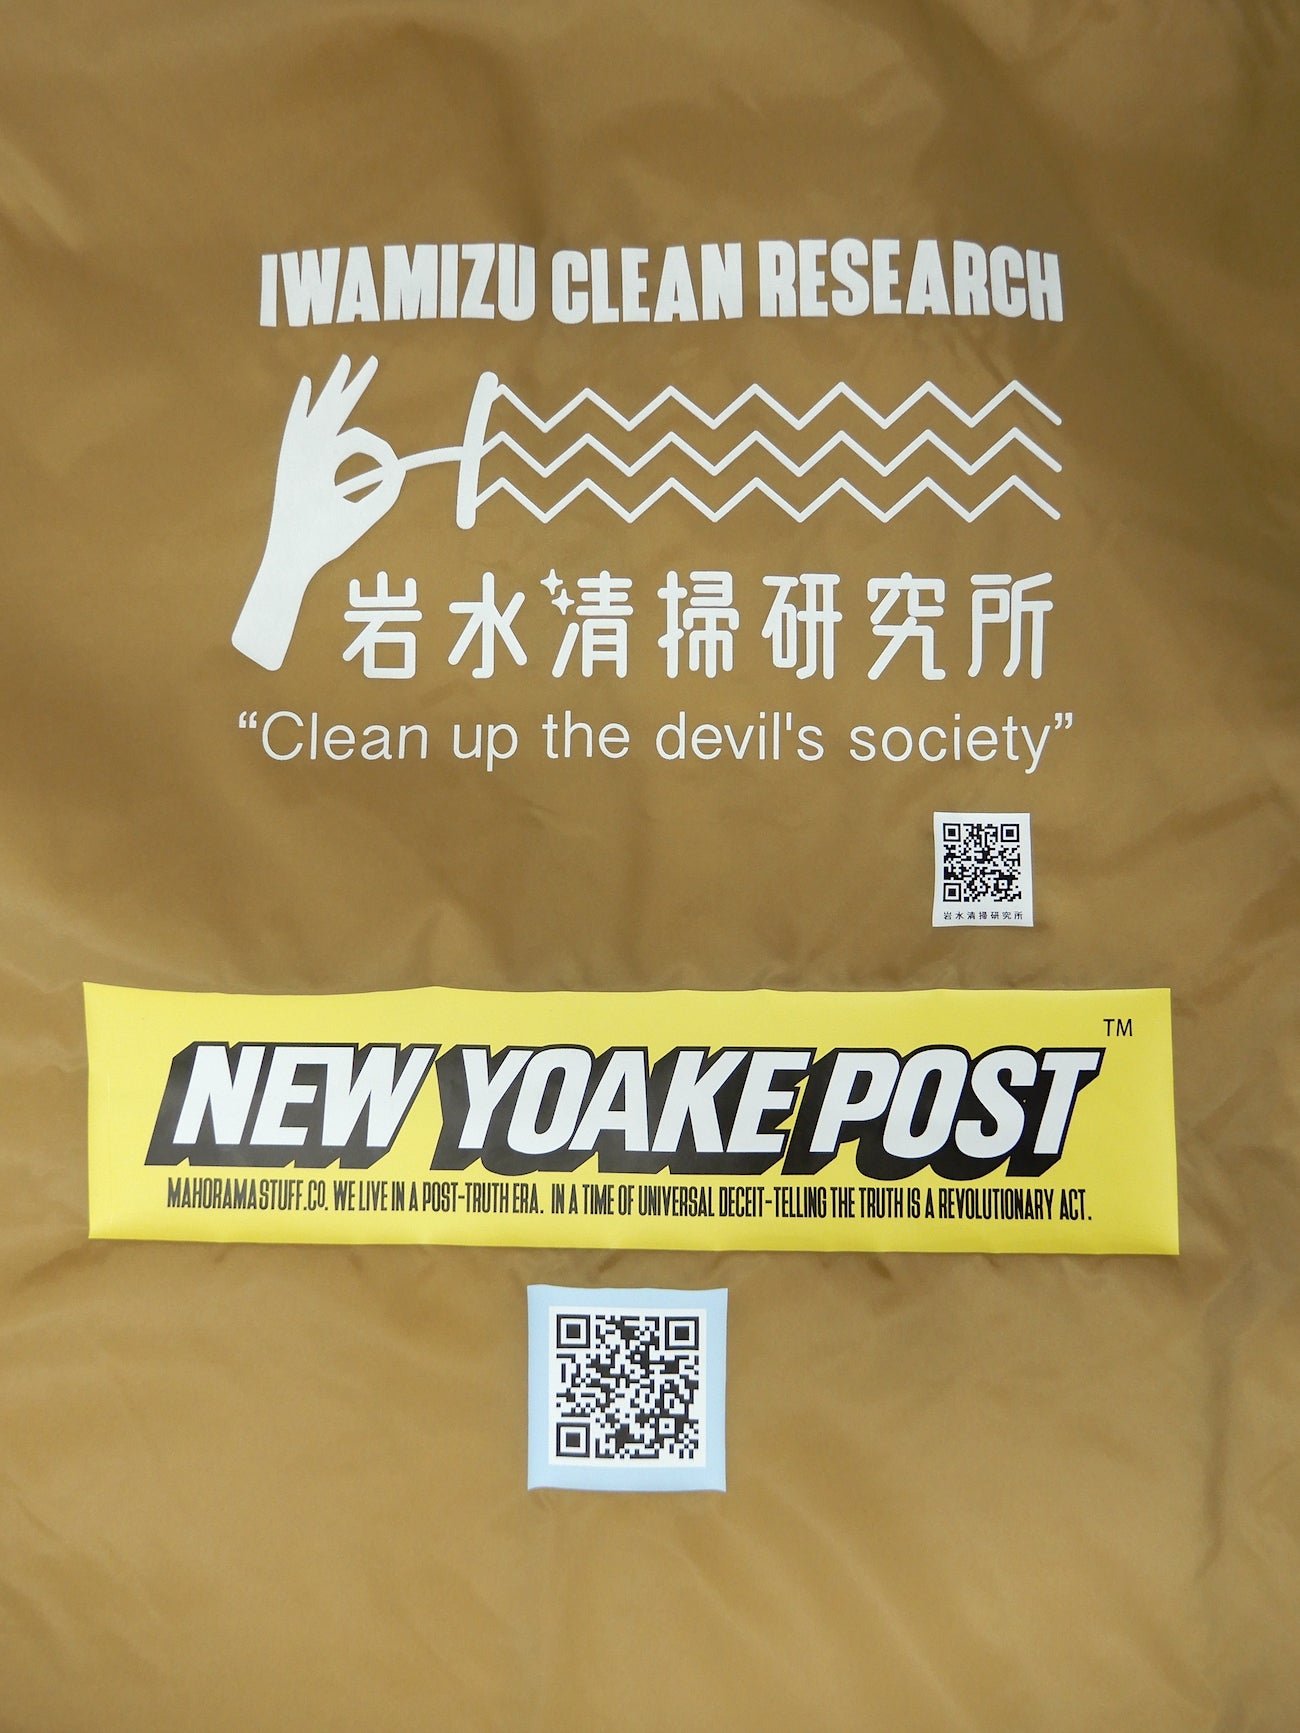 IWAMIZU CLEAN RESEARCH
岩水清掃研究所
“Clean up the devil's society”
岩水清掃研究所
TM
NEW YOAKE POST
MAHORAMASTUFF.CO. WE LIVE IN A POST-TRUTH ERA. IN A TIME OF UNIVERSAL DECEIT-TELLING THE TRUTH IS A REVOLUTIONARY ACT.